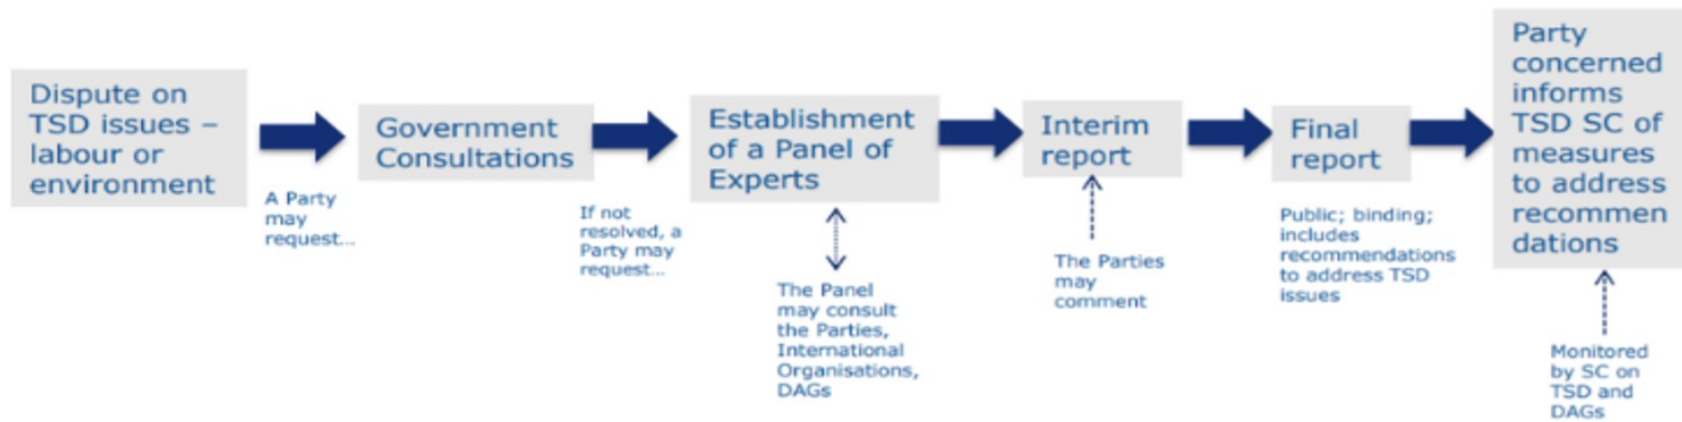 Dispute on
TSD issues –
labour or
environment
A Party
may
request...
Government
Consultations
If not
resolved, a
Party may
request...
Establishment
of a Panel of
Experts
The Panel
may consult
the Parties,
International
Organisations,
DAGs
Interim
report
The Parties
may
comment
Final
report
Public; binding;
includes
recommendations
to address TSD
issues
Party
concerned
informs
TSD SC of
measures
to address
recommen
dations
Monitored
by SC on
TSD and
DAGs